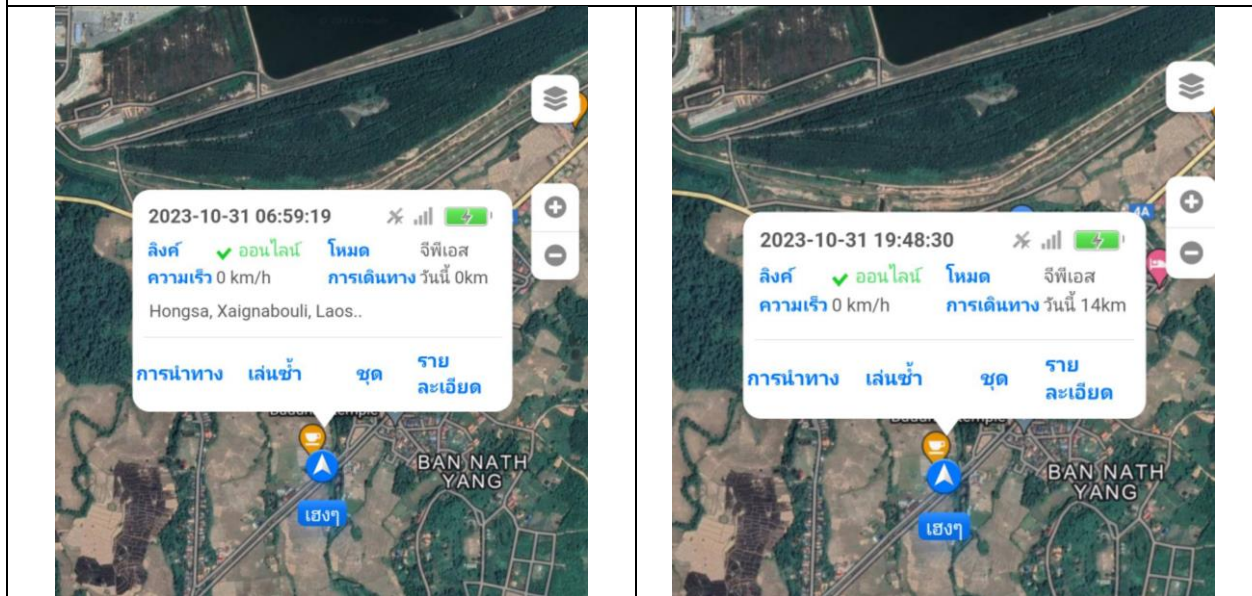 2023-10-31 06:59:19
ลิงค์ ออนไลน์ โหมด จีพีเอส
ความเร็ว 0 km/h การเดินทาง วันนี้ 0km
Hongsa, Xaignabouli, Laos..
การนำทาง เล่นซ้ำ ชุด ราย
ละเอียด
BAN NATH
YANG
เฮงๆ
4A
2023-10-31 19:48:30
ลิงค์ ออนไลน์ โหมด จีพีเอส
ความเร็ว 0 km/h การเดินทาง วันนี้ 14km
การนำทาง เล่นซ้ำ ชุด ราย
ละเอียด
BAN NATH
YANG
เฮงๆ